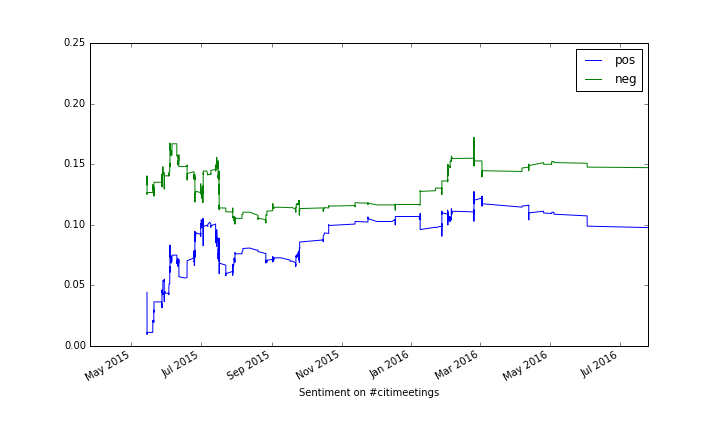 0.25
0.20
0.15
0.10
0.05
0.00
pos
neg
May 2015
Jul 2015
Sep 2015
Nov 2015
Jan 2016
Mar 2016
May 2016
Jul 2016
Sentiment on #citimeetings